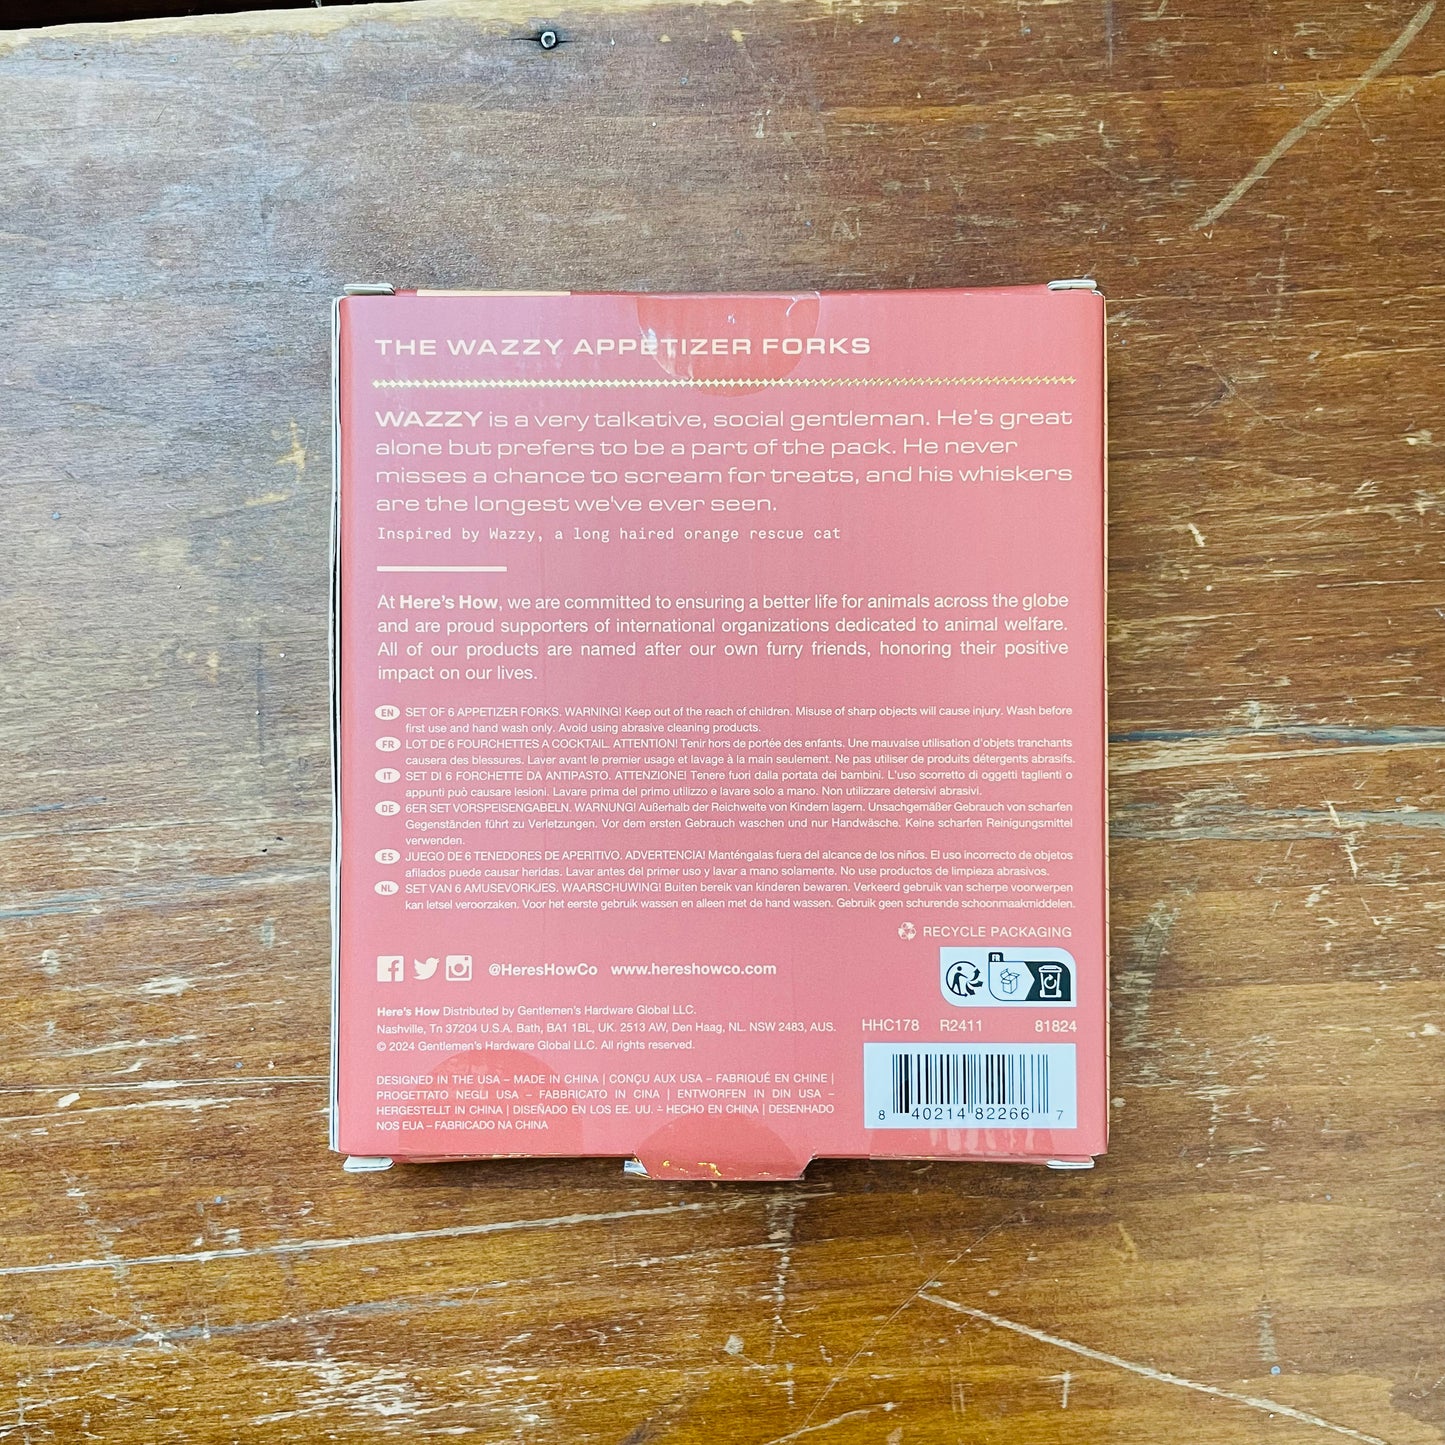 THE WAZZY APPETIZER FORKS
WAZZY is a very talkative, social gentleman. He's great
alone but prefers to be a part of the pack. He never
misses a chance to scream for treats, and his whiskers
are the longest we've ever seen.
Inspired by Wazzy, a long haired orange rescue cat
At Here's How, we are committed to ensuring a better life for animals across the globe
and are proud supporters of international organizations dedicated to animal welfare.
All of our products are named after our own furry friends, honoring their positive
impact on our lives.
EN SET OF 6 APPETIZER FORKS. WARNING! Keep out of the reach of children. Misuse of sharp objects will cause injury. Wash before
first use and hand wash only. Avoid using abrasive cleaning products.
FR LOT DE 6 FOURCHETTES A COCKTAIL. ATTENTION! Tenir hors de portée des enfants. Une mauvaise utilisation d'objets tranchants
causera des blessures. Laver avant le premier usage et lavage à la main seulement. Ne pas utiliser de produits détergents abrasifs.
IT SET DI 6 FORCHETTE DA ANTIPASTO. ATTENZIONE! Tenere fuori dalla portata dei bambini. L'uso scorretto di oggetti taglienti o
appunti può causare lesioni. Lavare prima del primo utilizzo e lavare solo a mano. Non utilizzare detersivi abrasivi.
DE 6ER SET VORSPEISENGABELN. WARNUNG! Außerhalb der Reichweite von Kindern lagern. Unsachgemäßer Gebrauch von scharfen
Gegenständen führt zu Verletzungen. Vor dem ersten Gebrauch waschen und nur Handwäsche. Keine scharfen Reinigungsmittel
verwenden.
ES JUEGO DE 6 TENEDORES DE APERITIVO. ADVERTENCIA! Manténgalas fuera del alcance de los niños. El uso incorrecto de objetos
afilados puede causar heridas. Lavar antes del primer uso y lavar a mano solamente. No use productos de limpieza abrasivos.
NL SET VAN 6 AMUSEVORKJES. WAARSCHUWING! Buiten bereik van kinderen bewaren. Verkeerd gebruik van scherpe voorwerpen
kan letsel veroorzaken. Voor het eerste gebruik wassen en alleen met de hand wassen. Gebruik geen schurende schoonmaakmiddelen.
RECYCLE PACKAGING
FR
@HeresHowCo www.hereshowco.com
Here's How Distributed by Gentlemen's Hardware Global LLC.
Nashville, Tn 37204 U.S.A. Bath, BA1 1BL, UK. 2513 AW, Den Haag, NL. NSW 2483, AUS.
© 2024 Gentlemen's Hardware Global LLC. All rights reserved.
HHC178 R2411 81824
DESIGNED IN THE USA – MADE IN CHINA | CONÇU AUX USA – FABRIQUÉ EN CHINE |
PROGETTATO NEGLI USA – FABBRICATO IN CINA | ENTWORFEN IN DIN USA –
HERGESTELLT IN CHINA | DISEÑADO EN LOS EE. UU. – HECHO EN CHINA | DESENHADO
NOS EUA – FABRICADO NA CHINA
8 40214 82266 7